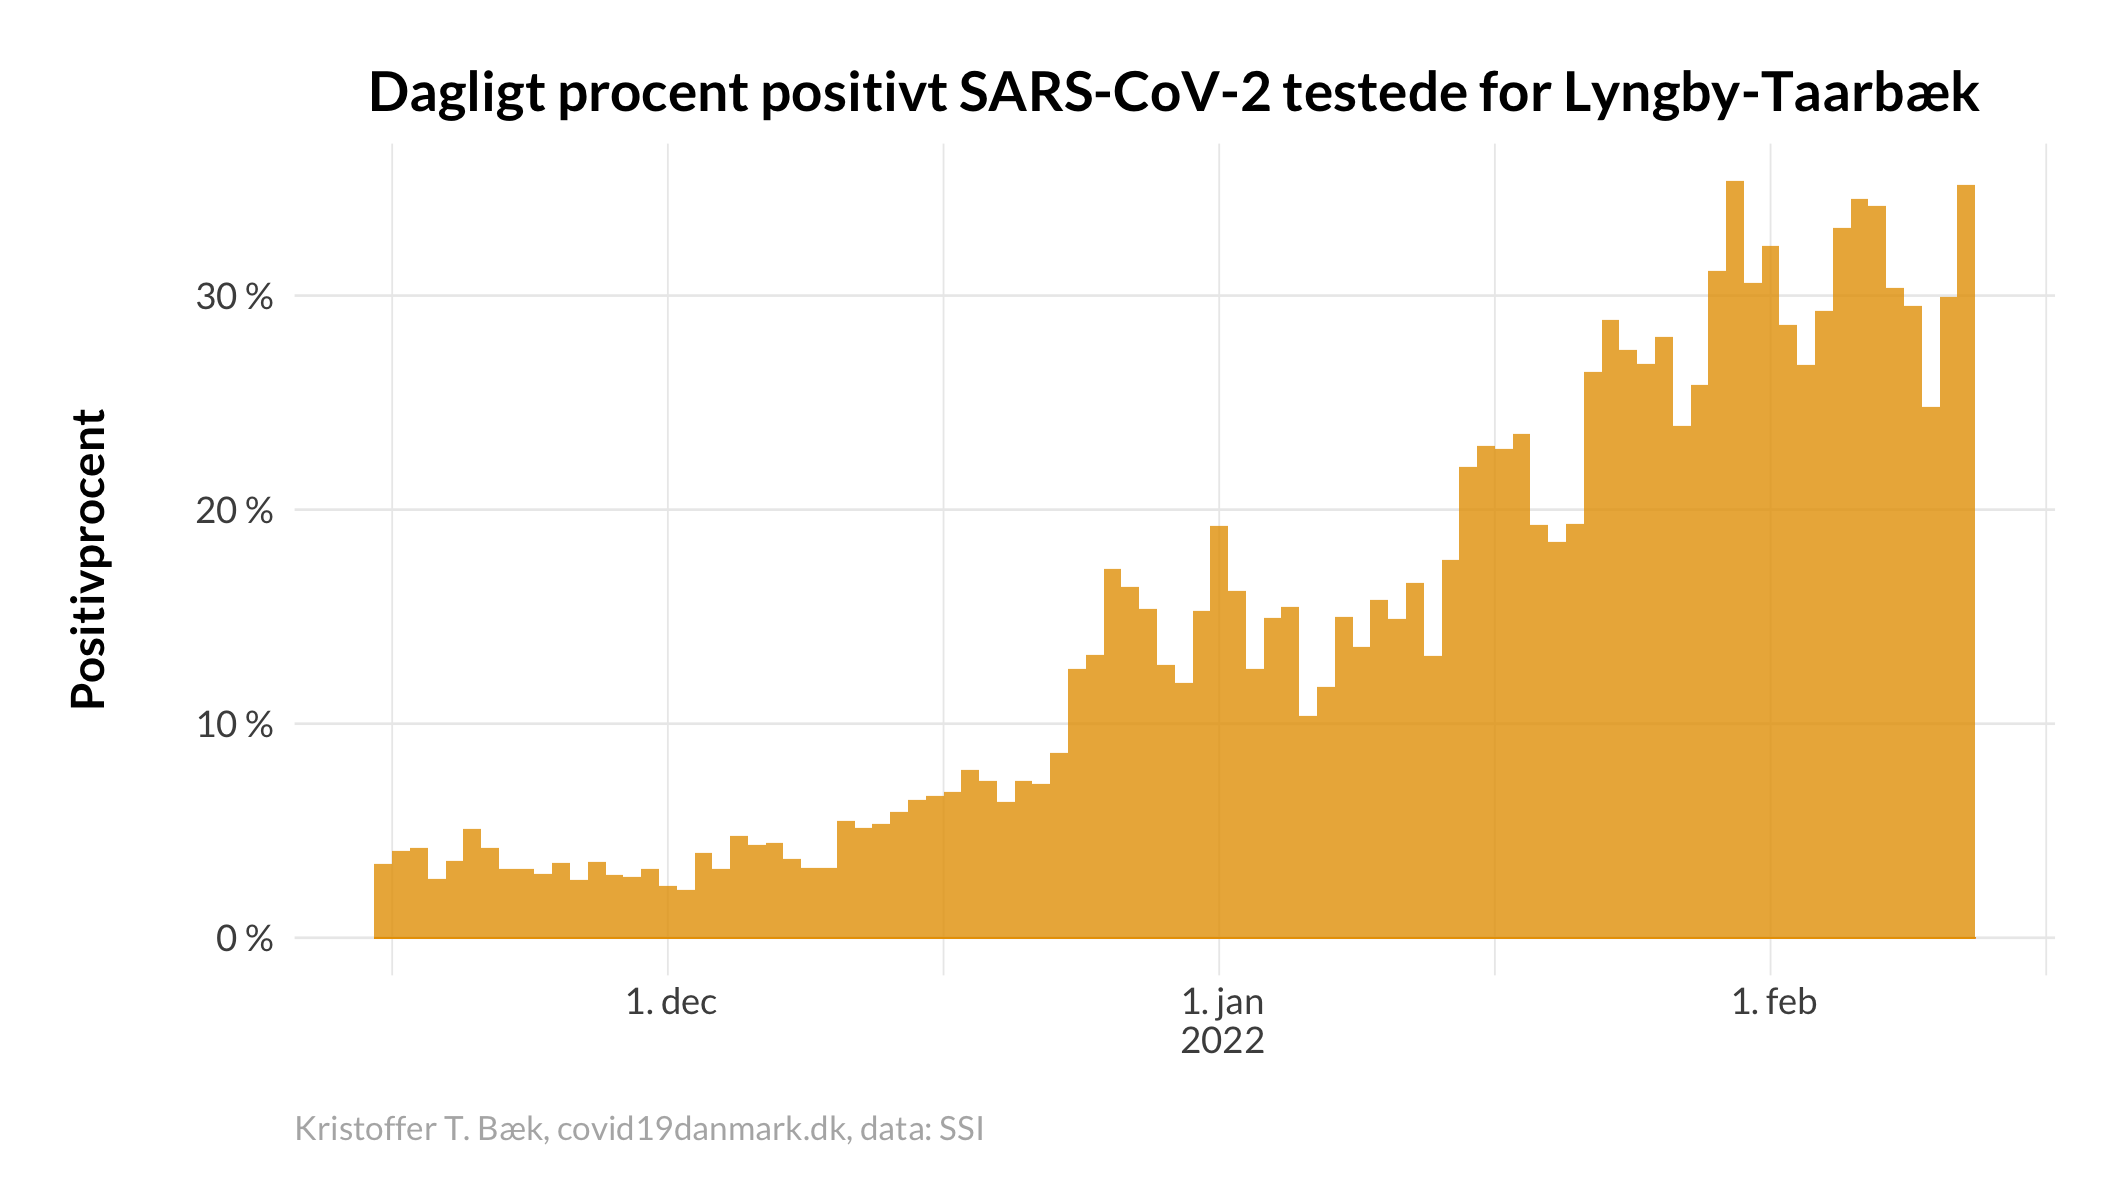 Dagligt procent positivt SARS-CoV-2 testede for Lyngby-Taarbæk
Positivprocent
30 %
20 %
10 %
0 %
1. dec
1. jan
2022
1. feb
Kristoffer T. Bæk, covid19danmark.dk, data: SSI